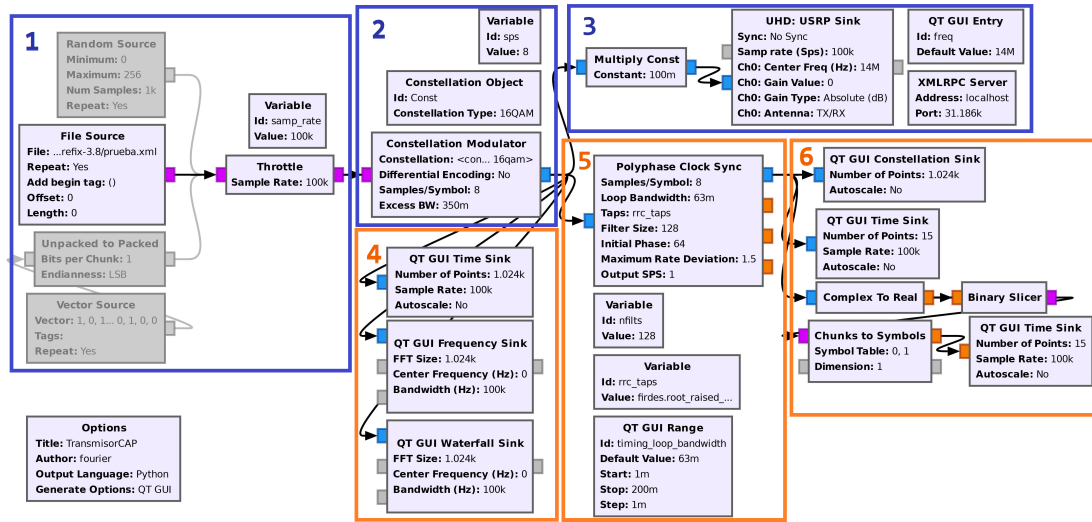 1
Random Source
Minimum: 0
Maximum: 256
Num Samples: 1k
Repeat: Yes
Variable
Id: samp_rate
Value: 100k
File Source
File: ...refix-3.8/prueba.xml
Repeat: Yes
Add begin tag: ()
Offset: 0
Length: 0
Throttle
Sample Rate: 100k
Unpacked to Packed
Bits per Chunk: 1
Endianness: LSB
Vector Source
Vector: 1, 0, 1... 0, 1, 0, 0
Tags:
Repeat: Yes
2
Variable
Id: sps
Value: 8
Constellation Object
Id: Const
Constellation Type: 16QAM
Constellation Modulator
Constellation: <con... 16qam>
Differential Encoding: No
Samples/Symbol: 8
Excess BW: 350m
3
Multiply Const
Constant: 100m
UHD: USRP Sink
Sync: No Sync
Samp rate (Sps): 100k
Ch0: Center Freq (Hz): 14M
Ch0: Gain Value: 0
Ch0: Gain Type: Absolute (dB)
Ch0: Antenna: TX/RX
QT GUI Entry
Id: freq
Default Value: 14M
XMLRPC Server
Address: localhost
Port: 31.186k
4
QT GUI Time Sink
Number of Points: 1.024k
Sample Rate: 100k
Autoscale: No
QT GUI Frequency Sink
FFT Size: 1.024k
Center Frequency (Hz): 0
Bandwidth (Hz): 100k
QT GUI Waterfall Sink
FFT Size: 1.024k
Center Frequency (Hz): 0
Bandwidth (Hz): 100k
5
Polyphase Clock Sync
Samples/Symbol: 8
Loop Bandwidth: 63m
Taps: rrc_taps
Filter Size: 128
Initial Phase: 64
Maximum Rate Deviation: 1.5
Output SPS: 1
Variable
Id: nfilts
Value: 128
Variable
Id: rrc_taps
Value: firdes.root_raised_...
QT GUI Range
Id: timing_loop_bandwidth
Default Value: 63m
Start: 1m
Stop: 200m
Step: 1m
6
QT GUI Constellation Sink
Number of Points: 1.024k
Autoscale: No
QT GUI Time Sink
Number of Points: 15
Sample Rate: 100k
Autoscale: No
Complex To Real
Binary Slicer
Chunks to Symbols
Symbol Table: 0, 1
Dimension: 1
QT GUI Time Sink
Number of Points: 15
Sample Rate: 100k
Autoscale: No
Options
Title: TransmisorCAP
Author: fourier
Output Language: Python
Generate Options: QT GUI